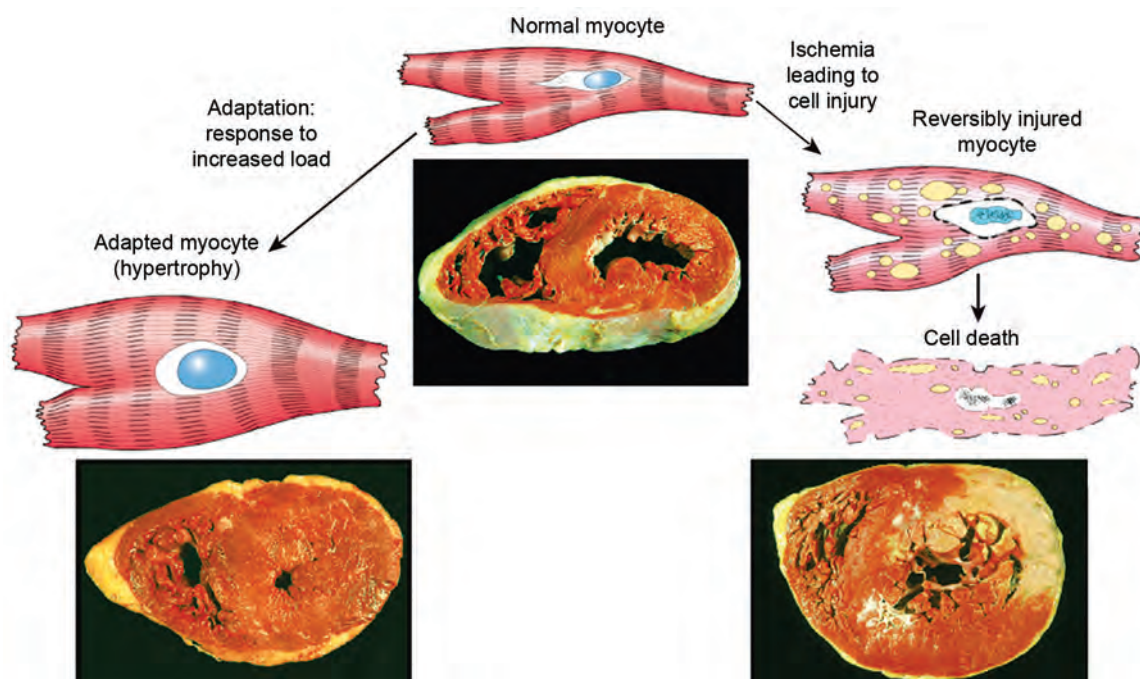 Normal myocyte
Adaptation:
response to
increased load
Ischemia
leading to
cell injury
Reversibly injured
myocyte
Adapted myocyte
(hypertrophy)
Cell death